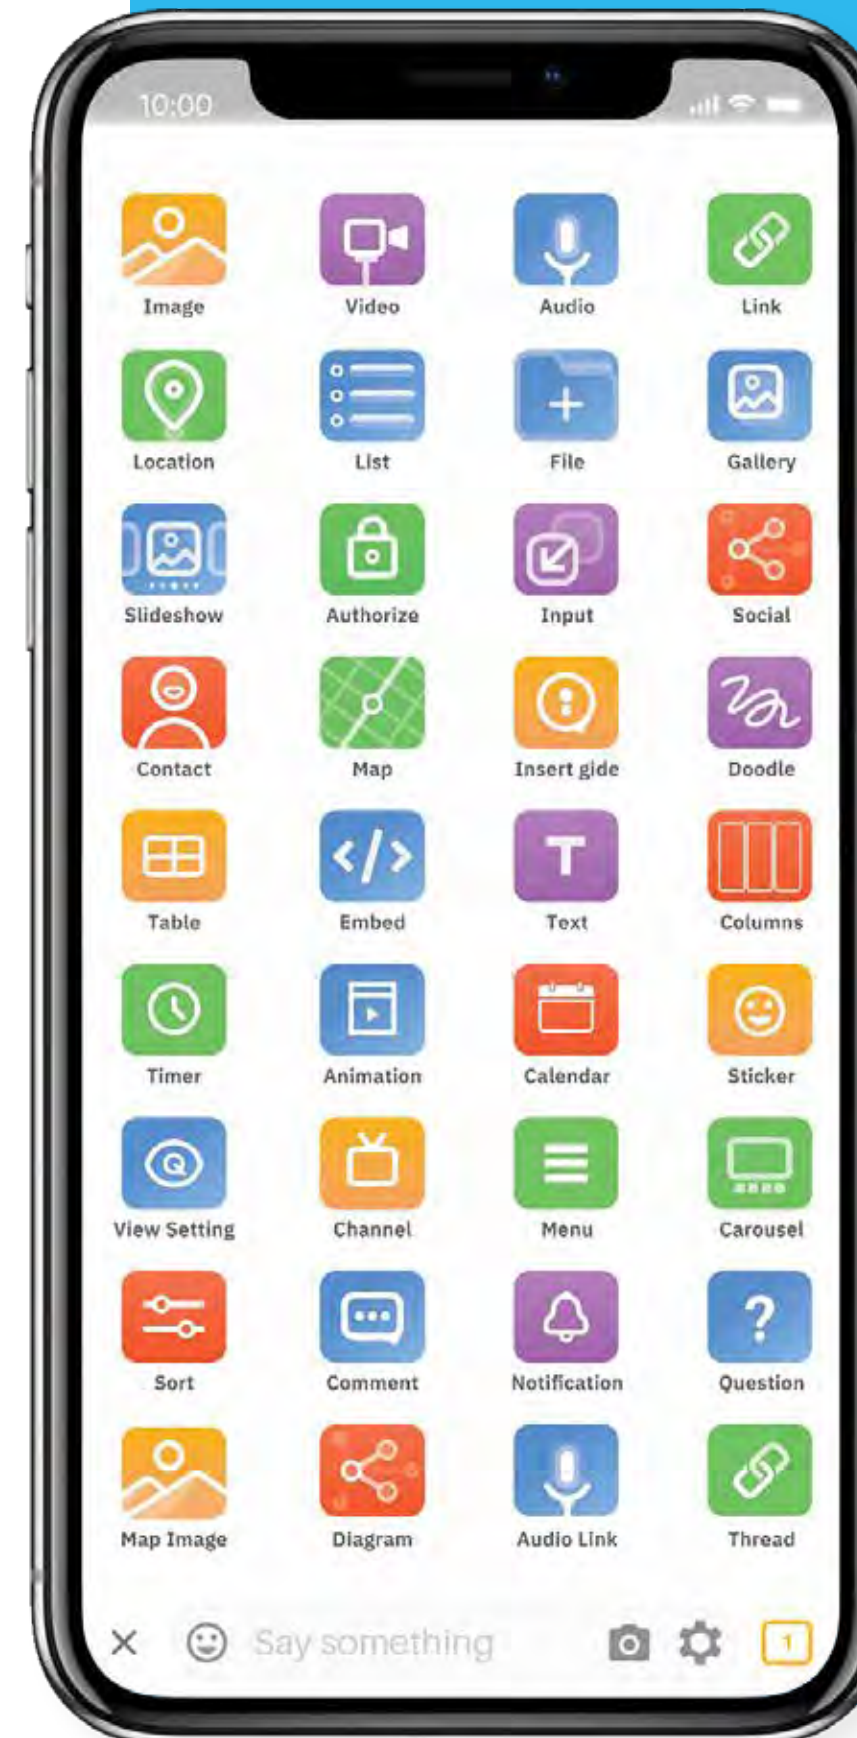 10:00
Image Video Audio Link
Location List File Gallery
Slideshow Authorize Input Social
Contact Map Insert gide Doodle
Table Embed Text Columns
Timer Animation Calendar Sticker
View Setting Channel Menu Carousel
Sort Comment Notification Question
Map Image Diagram Audio Link Thread
Say something 1